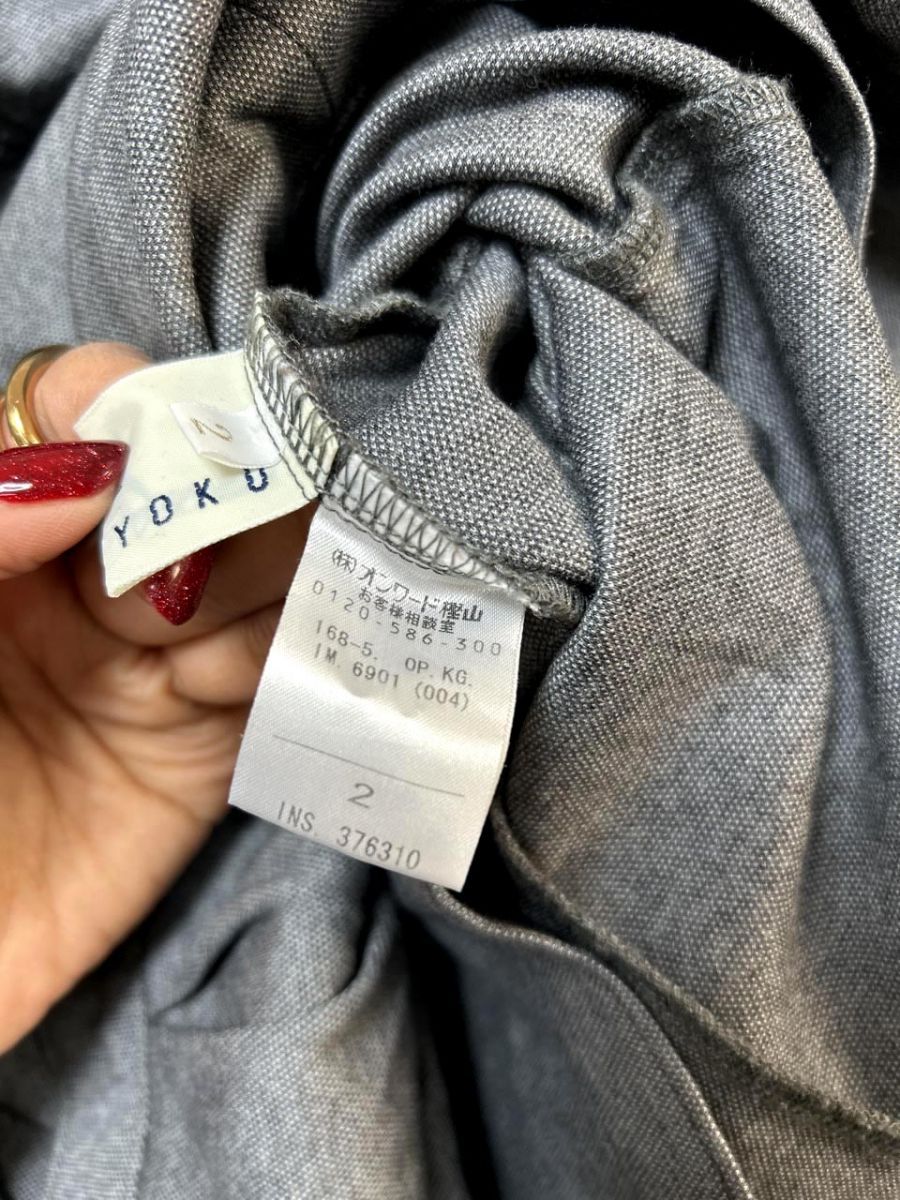 2
YOKO
(株)オンワード樫山
お客様相談室
0120-586-300
168-5. OP. KG.
IM. 6901 (004)
2
INS. 376310